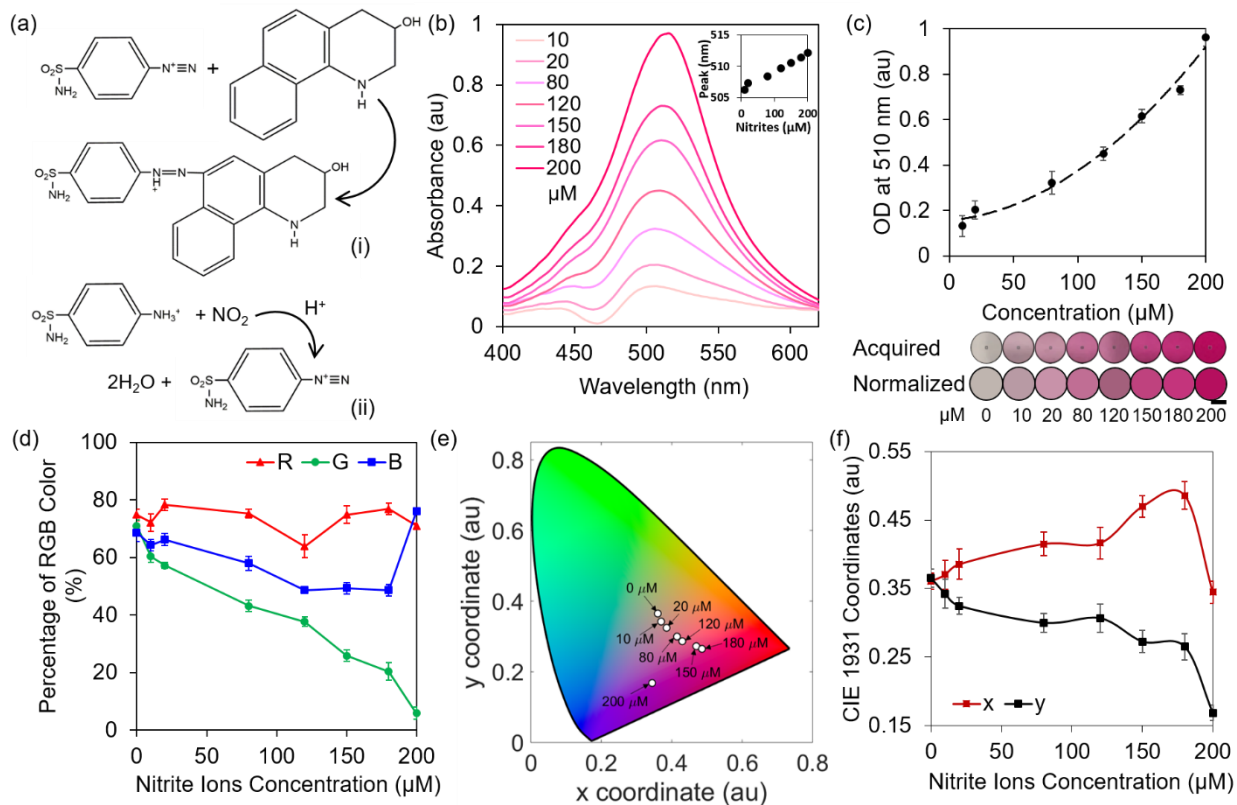 (a)
O₂S
NH₂
N⁺≡N
+
OH
N
H
O₂S
NH₂
N=N
H
+
OH
N
H
(i)
O₂S
NH₂
NH₃⁺
+ NO₂
H⁺
2H₂O +
O₂S
NH₂
N⁺≡N
(ii)
(b)
Absorbance (au)
1
0.8
0.6
0.4
0.2
0
10
20
80
120
150
180
200
µM
Peak (nm)
515
510
505
0 100 200
Nitrites (µM)
400 450 500 550 600
Wavelength (nm)
(c)
OD at 510 nm (au)
1
0.8
0.6
0.4
0.2
0
0 50 100 150 200
Concentration (µM)
Acquired
Normalized
µM 0 10 20 80 120 150 180 200
(d)
Percentage of RGB Color
(%)
100
80
60
40
20
0
R G B
0 50 100 150 200
Nitrite Ions Concentration (µM)
(e)
y coordinate (au)
0.8
0.6
0.4
0.2
0
0 µM
20 µM
10 µM
120 µM
80 µM
180 µM
150 µM
200 µM
0 0.2 0.4 0.6 0.8
x coordinate (au)
(f)
CIE 1931 Coordinates (au)
0.55
0.45
0.35
0.25
0.15
x y
0 50 100 150 200
Nitrite Ions Concentration (µM)